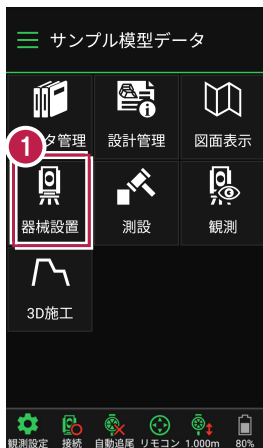 サンプル模型データ
タ管理 設計管理 図面表示
1
器械設置 測設 観測
3D施工
観測設定 接続 自動追尾 リモコン 1.000m 80%